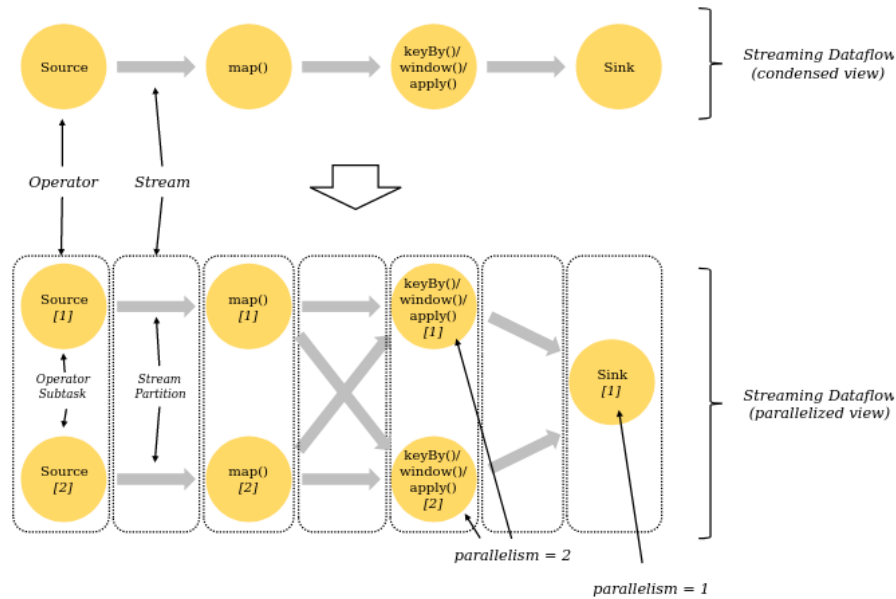 Source
map()
keyBy()/
window()/
apply()
Sink
Streaming Dataflow
(condensed view)
Operator
Stream
Source
[1]
map()
[1]
keyBy()/
window()/
apply()
[1]
Operator
Subtask
Stream
Partition
Sink
[1]
Streaming Dataflow
(parallelized view)
Source
[2]
map()
[2]
keyBy()/
window()/
apply()
[2]
parallelism = 2
parallelism = 1